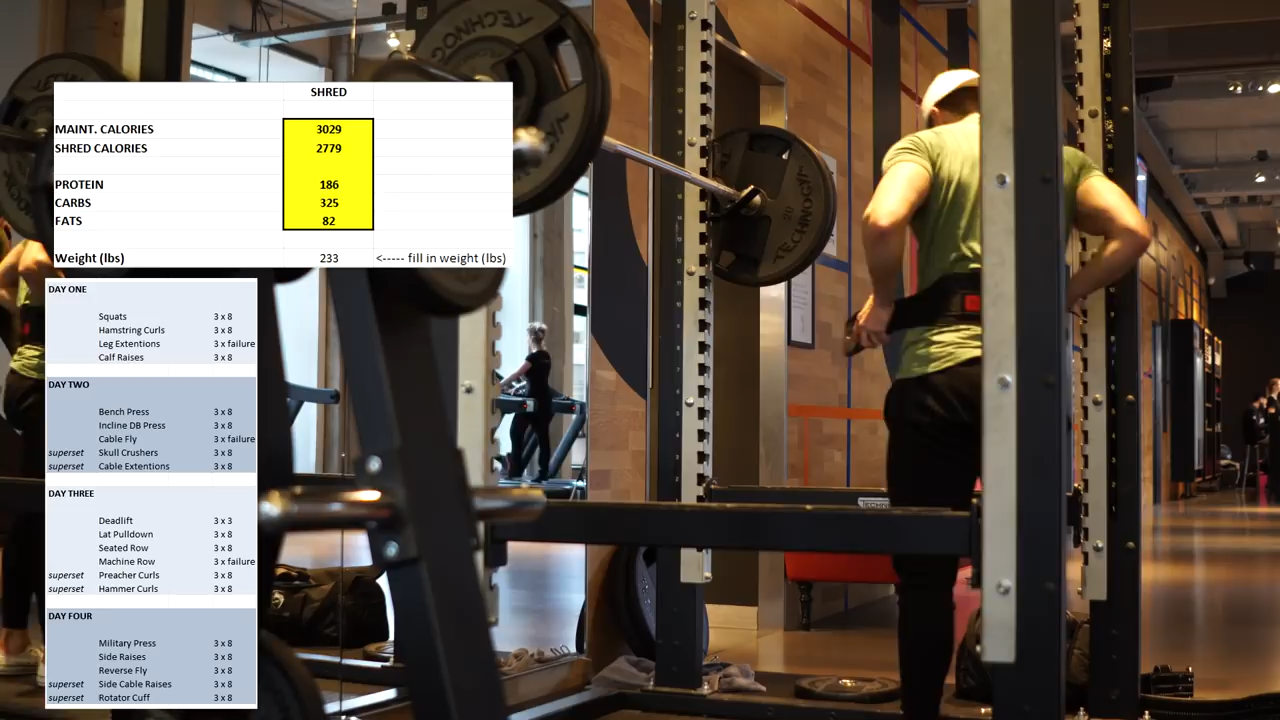 SHRED
MAINT. CALORIES 3029
SHRED CALORIES 2779
PROTEIN 186
CARBS 325
FATS 82
Weight (lbs) 233 <----- fill in weight (lbs)
DAY ONE
Squats 3 x 8
Hamstring Curls 3 x 8
Leg Extentions 3 x failure
Calf Raises 3 x 8
DAY TWO
Bench Press 3 x 8
Incline DB Press 3 x 8
Cable Fly 3 x failure
superset Skull Crushers 3 x 8
superset Cable Extentions 3 x 8
DAY THREE
Deadlift 3 x 3
Lat Pulldown 3 x 8
Seated Row 3 x 8
Machine Row 3 x failure
superset Preacher Curls 3 x 8
superset Hammer Curls 3 x 8
DAY FOUR
Military Press 3 x 8
Side Raises 3 x 8
Reverse Fly 3 x 8
superset Side Cable Raises 3 x 8
superset Rotator Cuff 3 x 8
TECHNOGYM
20